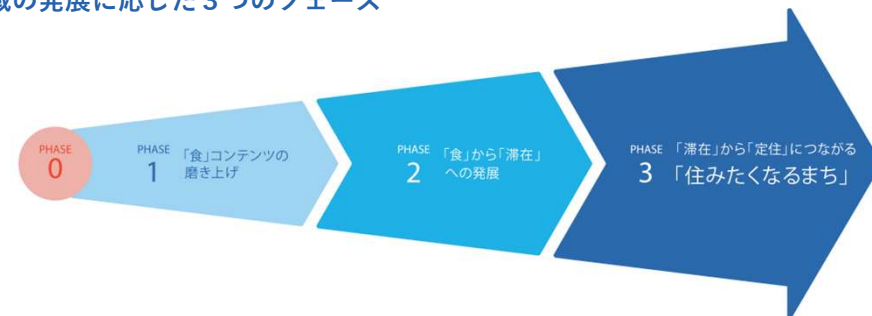 の発展に応じた３つのフェーズ
PHASE
0
PHASE
1
「食」コンテンツの
磨き上げ
PHASE
2
「食」から「滞在」
への発展
PHASE
3
「滞在」から「定住」につながる
「住みたくなるまち」